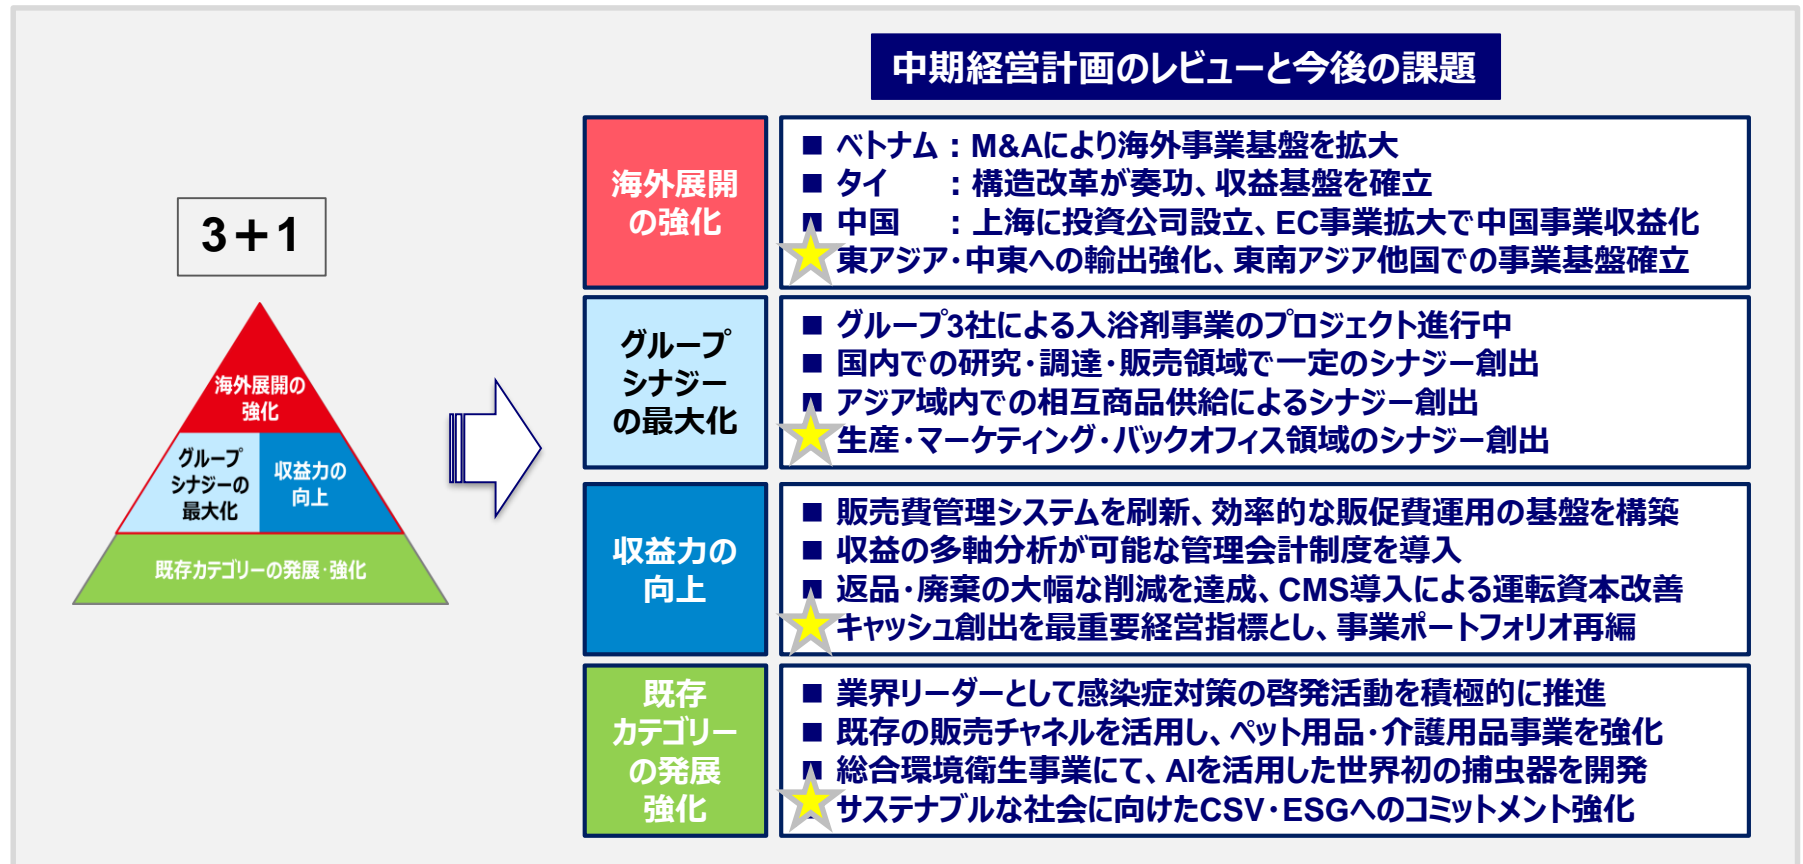 中期経営計画のレビューと今後の課題
3＋1
海外展開の
強化
グループ
シナジーの
最大化
収益力の
向上
既存カテゴリーの発展・強化
海外展開
の強化
■ ベトナム：M&Aにより海外事業基盤を拡大
■ タイ　　：構造改革が奏功、収益基盤を確立
■ 中国　　：上海に投資公司設立、EC事業拡大で中国事業収益化
東アジア・中東への輸出強化、東南アジア他国での事業基盤確立
グループ
シナジー
の最大化
■ グループ3社による入浴剤事業のプロジェクト進行中
■ 国内での研究・調達・販売領域で一定のシナジー創出
■ アジア域内での相互商品供給によるシナジー創出
生産・マーケティング・バックオフィス領域のシナジー創出
収益力の
向上
■ 販売費管理システムを刷新、効率的な販促費運用の基盤を構築
■ 収益の多軸分析が可能な管理会計制度を導入
■ 返品・廃棄の大幅な削減を達成、CMS導入による運転資本改善
キャッシュ創出を最重要経営指標とし、事業ポートフォリオ再編
既存
カテゴリー
の発展
強化
■ 業界リーダーとして感染症対策の啓発活動を積極的に推進
■ 既存の販売チャネルを活用し、ペット用品・介護用品事業を強化
■ 総合環境衛生事業にて、AIを活用した世界初の捕虫器を開発
サステナブルな社会に向けたCSV・ESGへのコミットメント強化